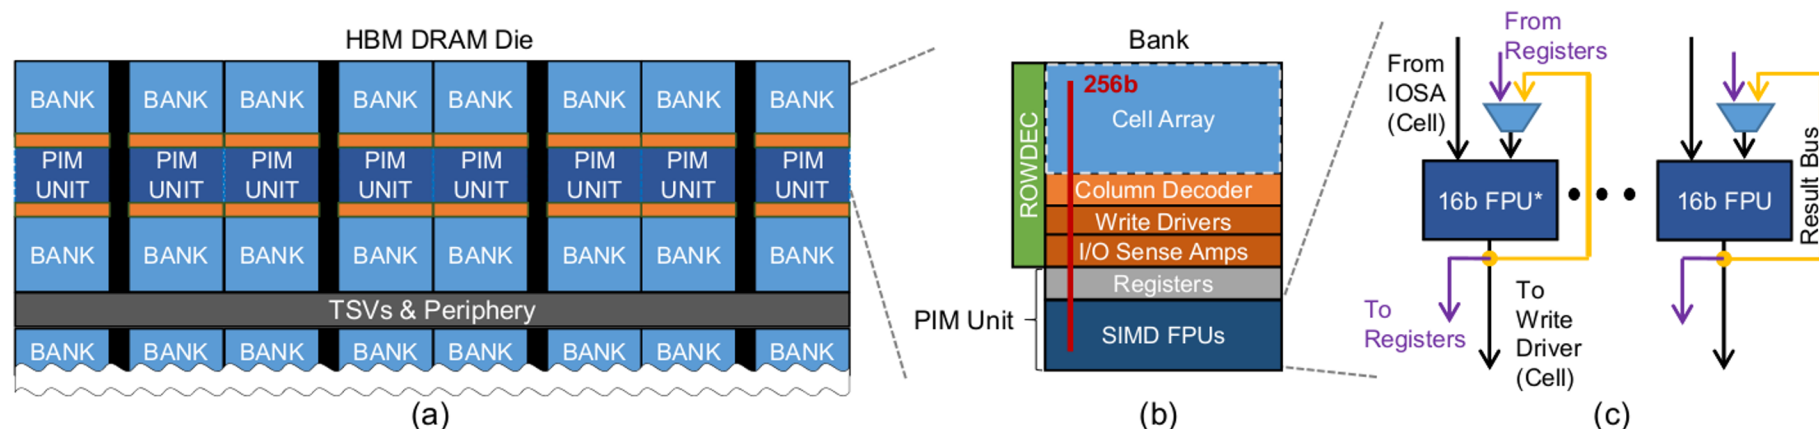 HBM DRAM Die
BANK BANK BANK BANK BANK BANK BANK BANK
PIM UNIT PIM UNIT PIM UNIT PIM UNIT PIM UNIT PIM UNIT PIM UNIT PIM UNIT
BANK BANK BANK BANK BANK BANK BANK BANK
TSVs & Periphery
BANK BANK BANK BANK BANK BANK BANK BANK
(a)
Bank
ROWDEC
256b
Cell Array
Column Decoder
Write Drivers
I/O Sense Amps
Registers
SIMD FPUs
PIM Unit
(b)
From
Registers
From
IOSA
(Cell)
16b FPU*
16b FPU
Result Bus
To
Registers
To
Write
Driver
(Cell)
(c)